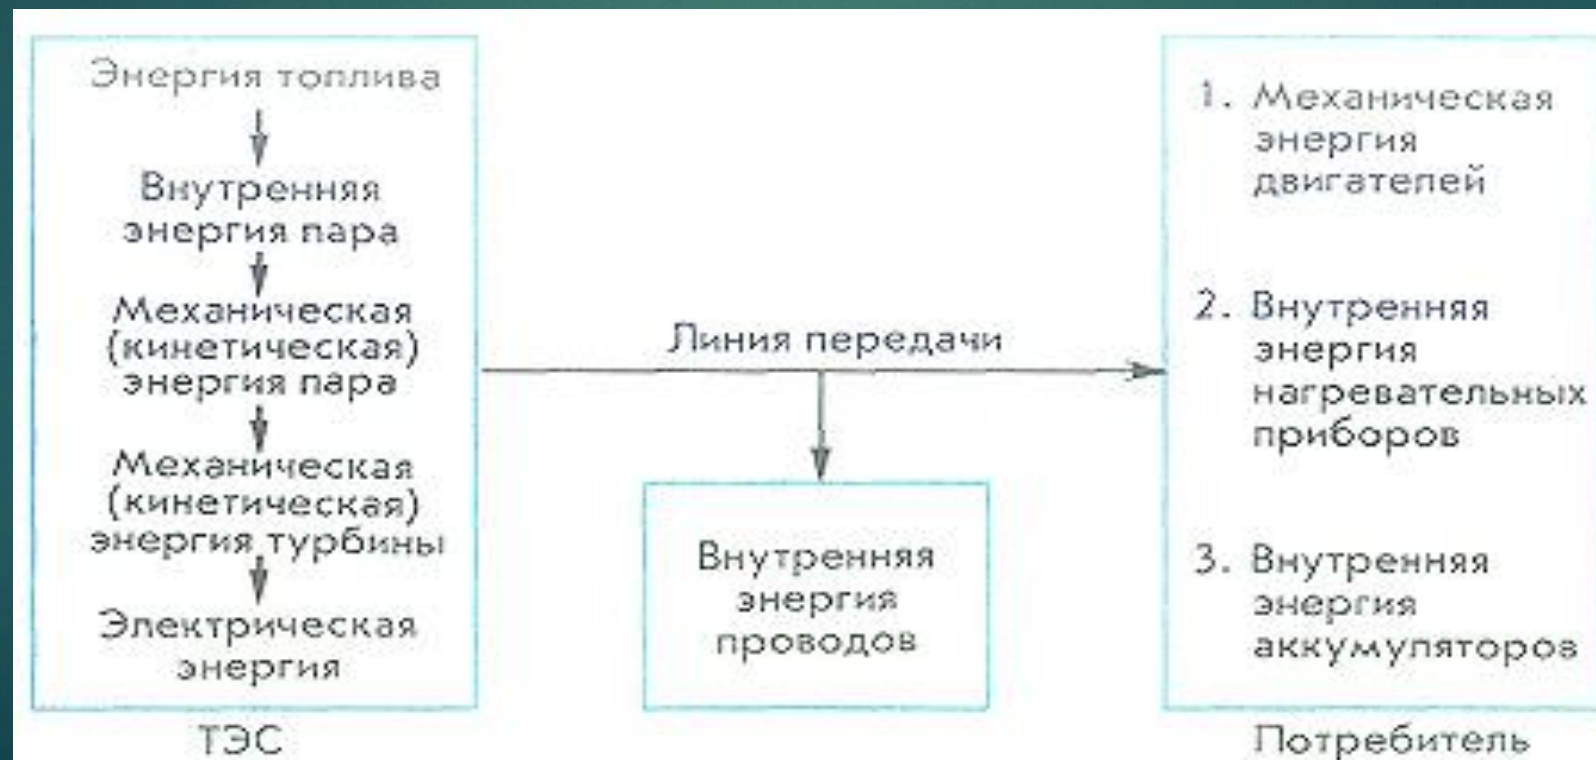 Энергия топлива
Внутренняя
энергия пара
Механическая
(кинетическая)
энергия пара
Механическая
(кинетическая)
энергия турбины
Электрическая
энергия
ТЭС
Линия передачи
Внутренняя
энергия
проводов
1. Механическая
энергия
двигателей
2. Внутренняя
энергия
нагревательных
приборов
3. Внутренняя
энергия
аккумуляторов
Потребитель